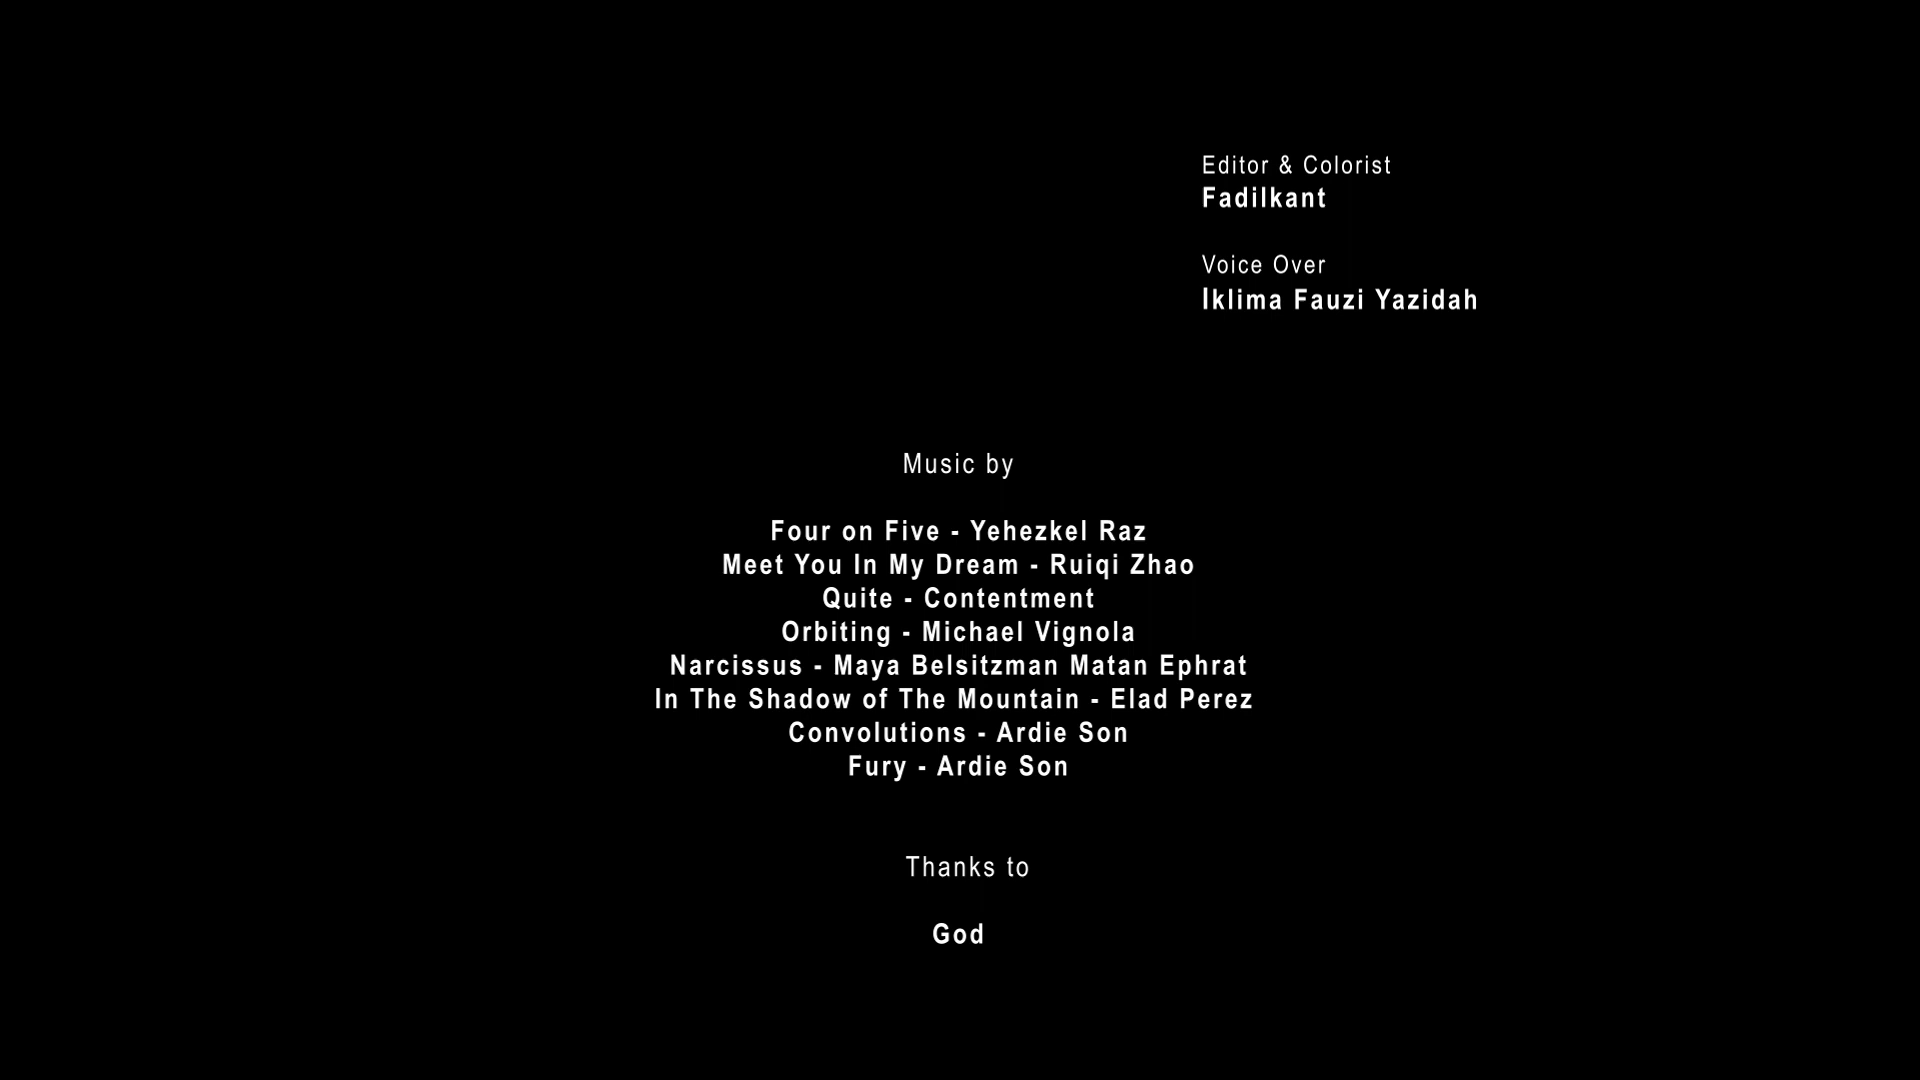 Editor & Colorist
Fadilkant
Voice Over
Iklima Fauzi Yazidah
Music by
Four on Five - Yehezkel Raz
Meet You In My Dream - Ruiqi Zhao
Quite - Contentment
Orbiting - Michael Vignola
Narcissus - Maya Belsitzman Matan Ephrat
In The Shadow of The Mountain - Elad Perez
Convolutions - Ardie Son
Fury - Ardie Son
Thanks to
God